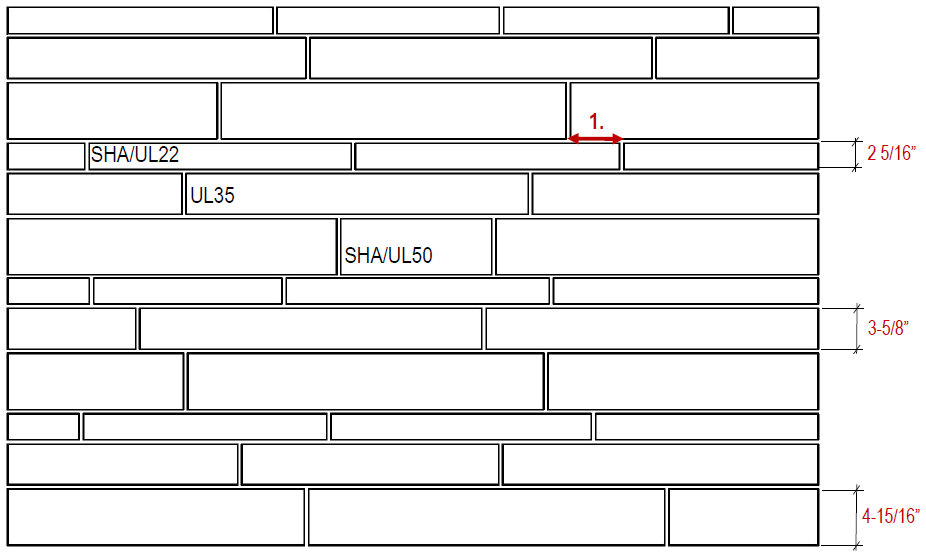 1.
SHA/UL22
2 5/16”
UL35
SHA/UL50
3-5/8”
4-15/16”